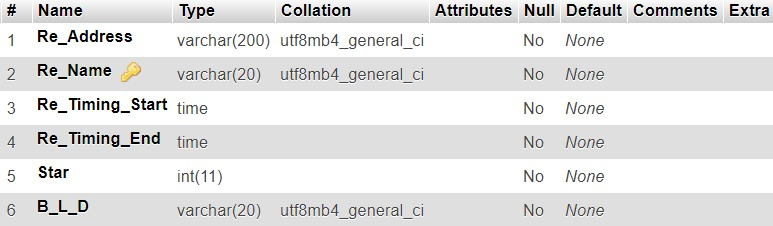 # Name Type Collation Attributes Null Default Comments Extra
1 Re_Address varchar(200) utf8mb4_general_ci No None
2 Re_Name varchar(20) utf8mb4_general_ci No None
3 Re_Timing_Start time No None
4 Re_Timing_End time No None
5 Star int(11) No None
6 B_L_D varchar(20) utf8mb4_general_ci No None